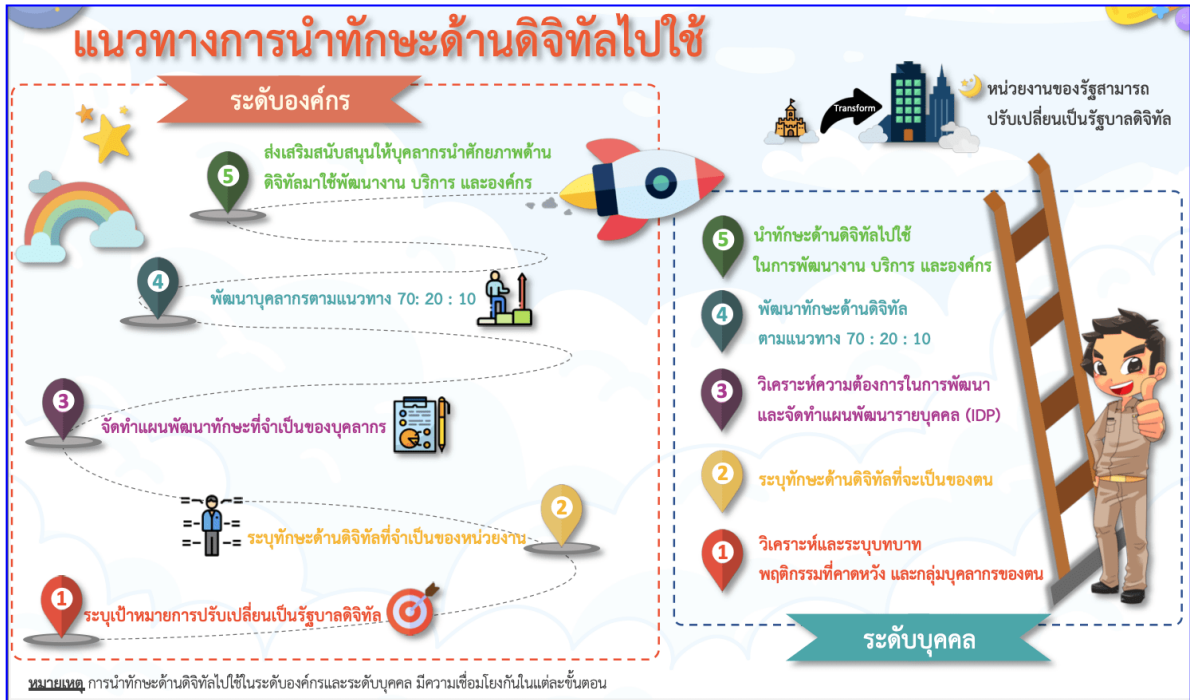 แนวทางการนำทักษะด้านดิจิทัลไปใช้
ระดับองค์กร
5
ส่งเสริมสนับสนุนให้บุคลากรนำศักยภาพด้าน
ดิจิทัลมาใช้พัฒนางาน บริการ และองค์กร
4
พัฒนาบุคลากรตามแนวทาง 70: 20 : 10
3
จัดทำแผนพัฒนาทักษะที่จำเป็นของบุคลากร
2
ระบุทักษะด้านดิจิทัลที่จำเป็นของหน่วยงาน
1
ระบุเป้าหมายการปรับเปลี่ยนเป็นรัฐบาลดิจิทัล
Transform
หน่วยงานของรัฐสามารถ
ปรับเปลี่ยนเป็นรัฐบาลดิจิทัล
5
นำทักษะด้านดิจิทัลไปใช้
ในการพัฒนางาน บริการ และองค์กร
4
พัฒนาทักษะด้านดิจิทัล
ตามแนวทาง 70 : 20 : 10
3
วิเคราะห์ความต้องการในการพัฒนา
และจัดทำแผนพัฒนารายบุคคล (IDP)
2
ระบุทักษะด้านดิจิทัลที่จะเป็นของตน
1
วิเคราะห์และระบุบทบาท
พฤติกรรมที่คาดหวัง และกลุ่มบุคลากรของตน
ระดับบุคคล
หมายเหตุ การนำทักษะด้านดิจิทัลไปใช้ในระดับองค์กรและระดับบุคคล มีความเชื่อมโยงกันในแต่ละขั้นตอน